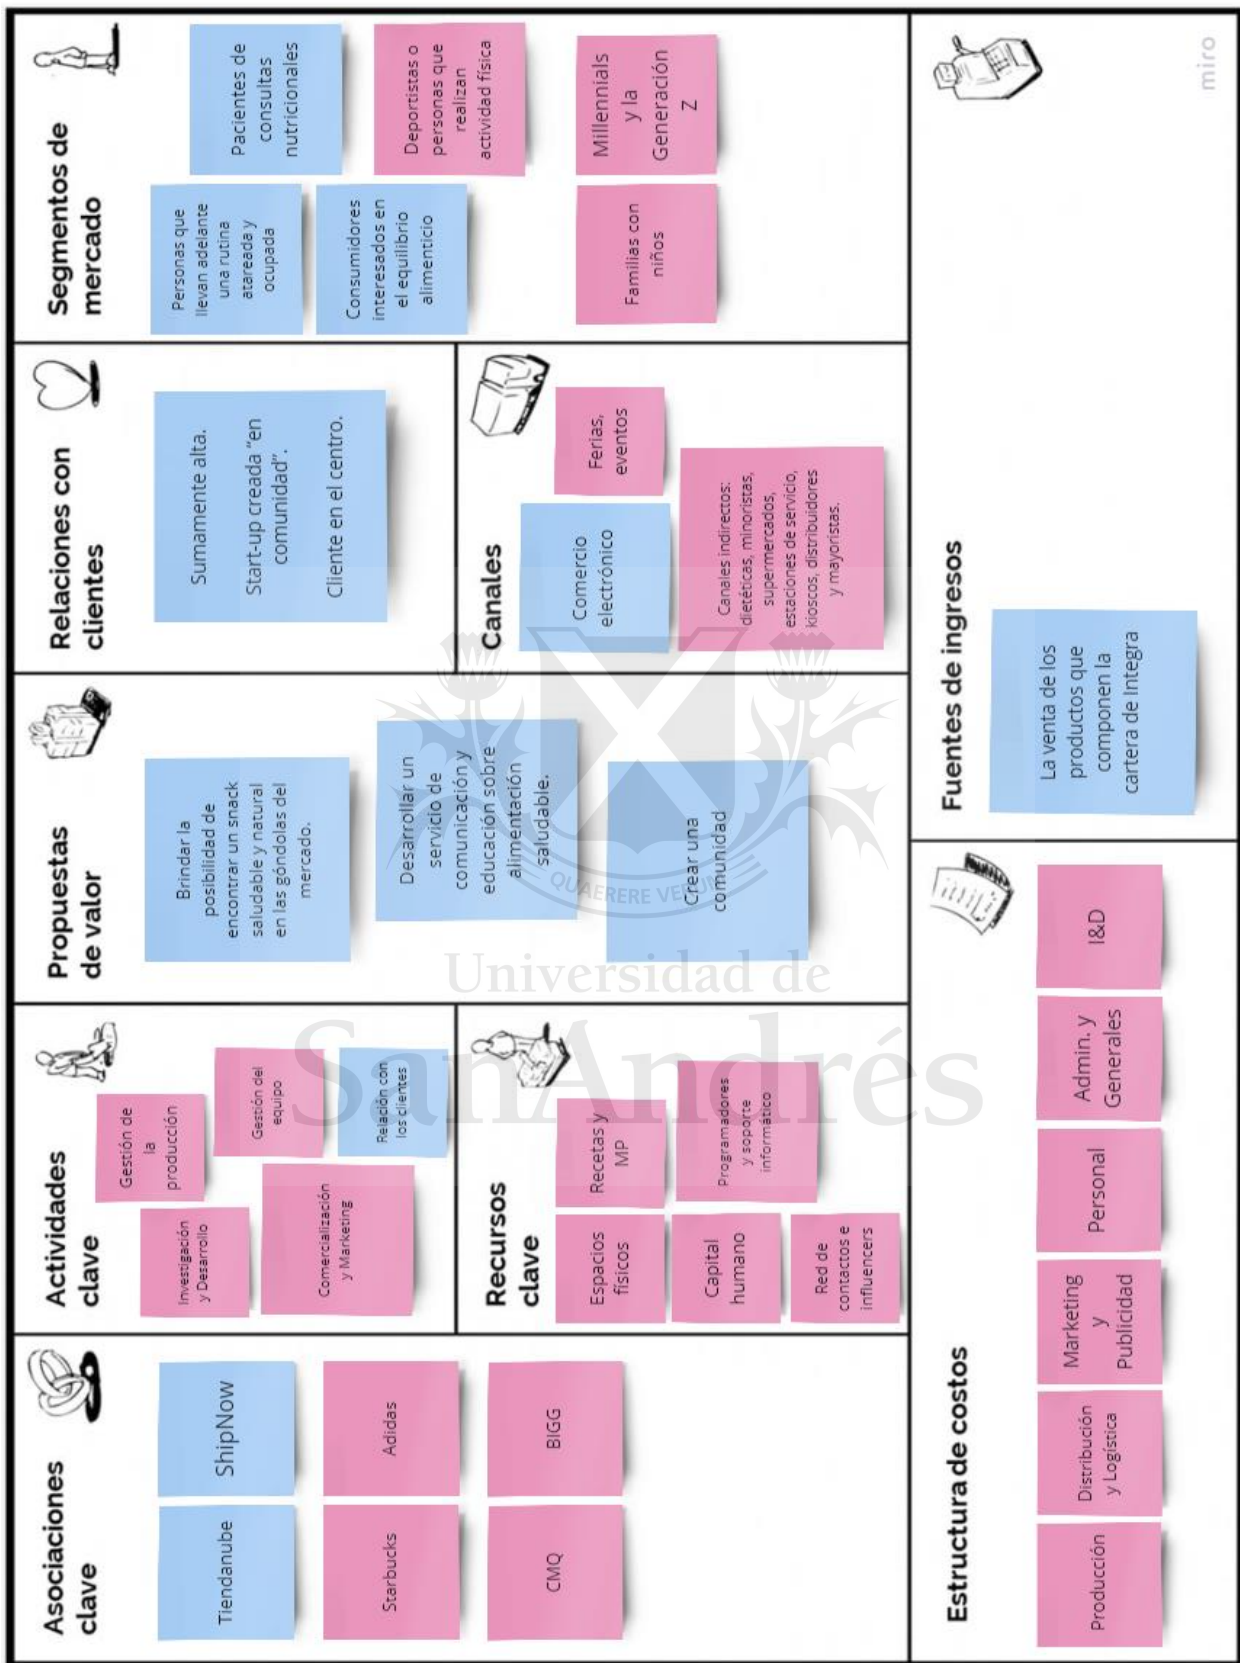 Asociaciones
clave
Tiendanube
ShipNow
Starbucks
Adidas
CMQ
BIGG
Actividades
clave
Gestión de
la
producción
Investigación
y Desarrollo
Gestión del
equipo
Comercialización
y Marketing
Relación con
los clientes
Recursos
clave
Espacios
físicos
Recetas y
MP
Capital
humano
Programadores
y soporte
informático
Red de
contactos e
influencers
Propuestas
de valor
Brindar la
posibilidad de
encontrar un snack
saludable y natural
en las góndolas del
mercado.
Desarrollar un
servicio de
comunicación y
educación sobre
alimentación
saludable.
Crear una
comunidad
Relaciones con
clientes
Sumamente alta.
Start-up creada "en
comunidad".
Cliente en el centro.
Canales
Comercio
electrónico
Ferias,
eventos
Canales indirectos:
dietéticas, minoristas,
supermercados,
estaciones de servicio,
kioscos, distribuidores
y mayoristas.
Segmentos de
mercado
Personas que
llevan adelante
una rutina
atareada y
ocupada
Pacientes de
consultas
nutricionales
Consumidores
interesados en
el equilibrio
alimenticio
Deportistas o
personas que
realizan
actividad física
Familias con
niños
Millennials
y la
Generación
Z
Estructura de costos
Producción
Distribución
y Logística
Marketing
y
Publicidad
Personal
Admin. y
Generales
I&D
Fuentes de ingresos
La venta de los
productos que
componen la
cartera de Integra
miro
QUAERERE VERUM
Universidad de
SanAndrés